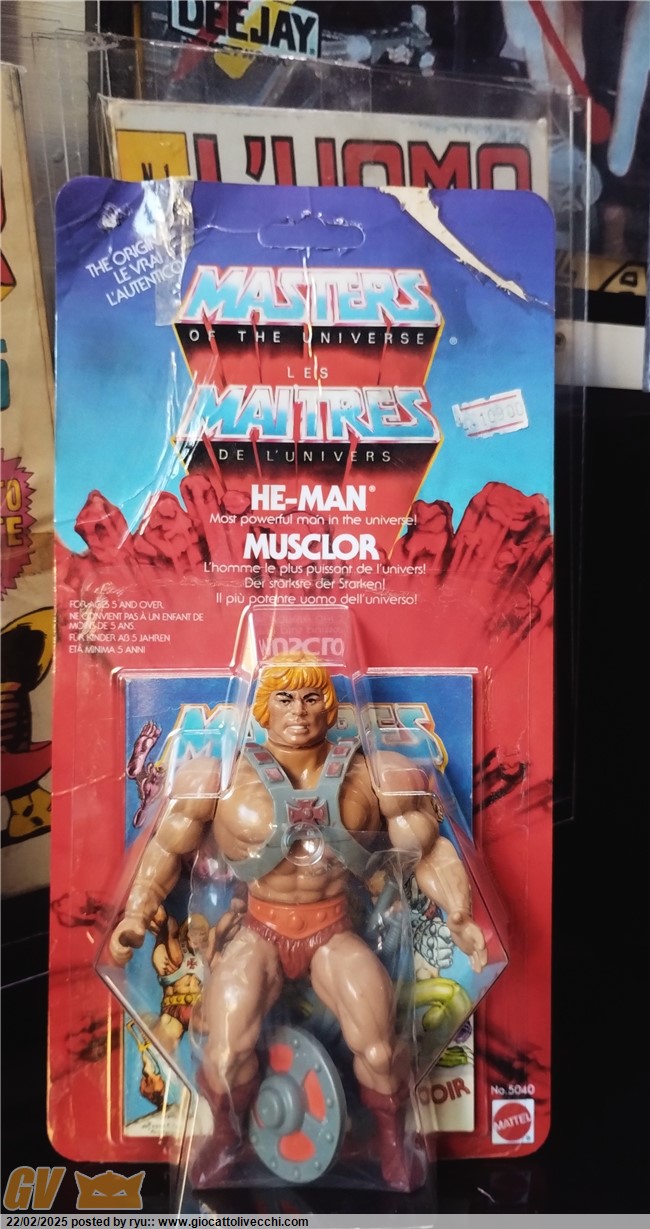 DEEJAY
N.1
L'UOMO
THE ORIGIN
LE VRAI
L'AUTENTICO
MASTERS
OF THE UNIVERSE
®
LES
MAITRES
DE L'UNIVERS
HE-MAN®
Most powerful man in the universe!
MUSCLOR
L'homme le plus puissant de l'univers!
Der stärkste der Starken!
Il più potente uomo dell'universo!
FOR AGES 5 AND OVER.
NE CONVIENT PAS À UN ENFANT DE
MOINS DE 5 ANS.
FÜR KINDER AB 5 JAHREN
ETÀ MINIMA 5 ANNI
No.5040
OIR
MATTEL
GV
22/02/2025 posted by ryu:: www.giocattolivecchi.com